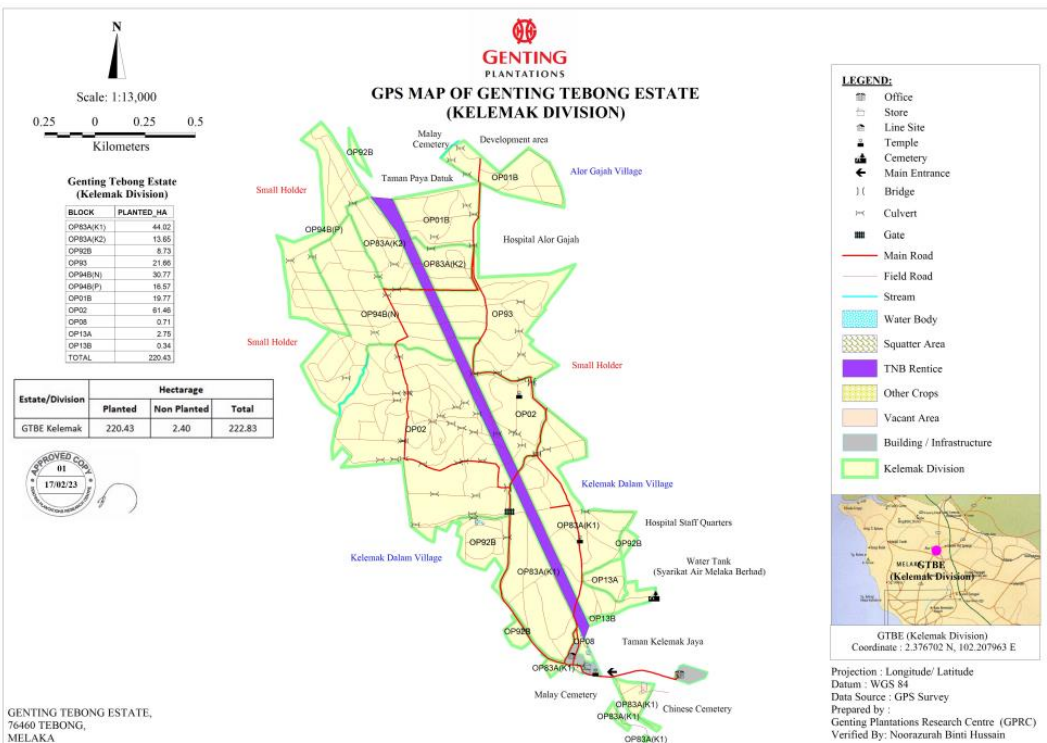 N
Scale: 1:13,000
0.25 0 0.25 0.5
Kilometers
GENTING
PLANTATIONS
GPS MAP OF GENTING TEBONG ESTATE
(KELEMAK DIVISION)
Genting Tebong Estate
(Kelemak Division)
BLOCK PLANTED_HA
OP83A(K1) 44.02
OP83A(K2) 13.65
OP92B 8.73
OP93 21.66
OP94B(N) 30.77
OP94B(P) 16.57
OP01B 19.77
OP02 61.46
OP08 0.71
OP13A 2.75
OP13B 0.34
TOTAL 220.43
Estate/Division Hectarage
Planted Non Planted Total
GTBE Kelemak 220.43 2.40 222.83
APPROVED COPY
01
17/02/23
GENTING PLANTATIONS RESEARCH CENTRE
Malay
Cemetery
Development area
OP92B
Taman Paya Datuk
OP01B
Alor Gajah Village
Small Holder
OP01B
OP94B(P)
OP83A(K2)
Hospital Alor Gajah
OP83A(K2)
OP94B(N)
OP93
Small Holder
Small Holder
OP02
OP02
Kelemak Dalam Village
OP83A(K1)
Hospital Staff Quarters
OP92B
OP92B
Kelemak Dalam Village
OP83A(K1)
Water Tank
(Syarikat Air Melaka Berhad)
OP13A
OP13B
OP92B
OP08
Taman Kelemak Jaya
OP83A(K1)
Malay Cemetery
OP83A(K1)
Chinese Cemetery
OP83A(K1)
OP83A(K1)
LEGEND:
Office
Store
Line Site
Temple
Cemetery
Main Entrance
Bridge
Culvert
Gate
Main Road
Field Road
Stream
Water Body
Squatter Area
TNB Rentice
Other Crops
Vacant Area
Building / Infrastructure
Kelemak Division
MELAKA
GTBE
(Kelemak Division)
GTBE (Kelemak Division)
Coordinate : 2.376702 N, 102.207963 E
Projection : Longitude/ Latitude
Datum : WGS 84
Data Source : GPS Survey
Prepared by :
Genting Plantations Research Centre (GPRC)
Verified By: Noorazurah Binti Hussain
GENTING TEBONG ESTATE,
76460 TEBONG,
MELAKA